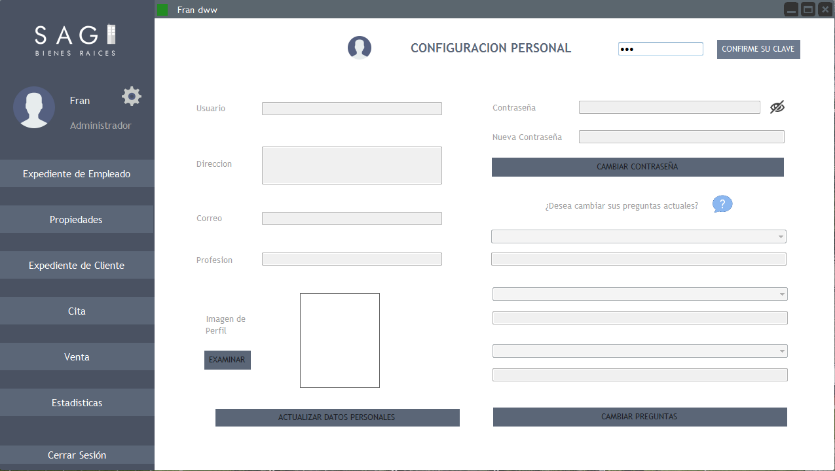 Fran dww
SAGI
BIENES RAICES
Fran
Administrador
Expediente de Empleado
Propiedades
Expediente de Cliente
Cita
Venta
Estadisticas
Cerrar Sesión
CONFIGURACION PERSONAL
•••
CONFIRME SU CLAVE
Usuario
Direccion
Correo
Profesion
Imagen de
Perfil
EXAMINAR
ACTUALIZAR DATOS PERSONALES
Contraseña
Nueva Contraseña
CAMBIAR CONTRASEÑA
¿Desea cambiar sus preguntas actuales?
?
CAMBIAR PREGUNTAS